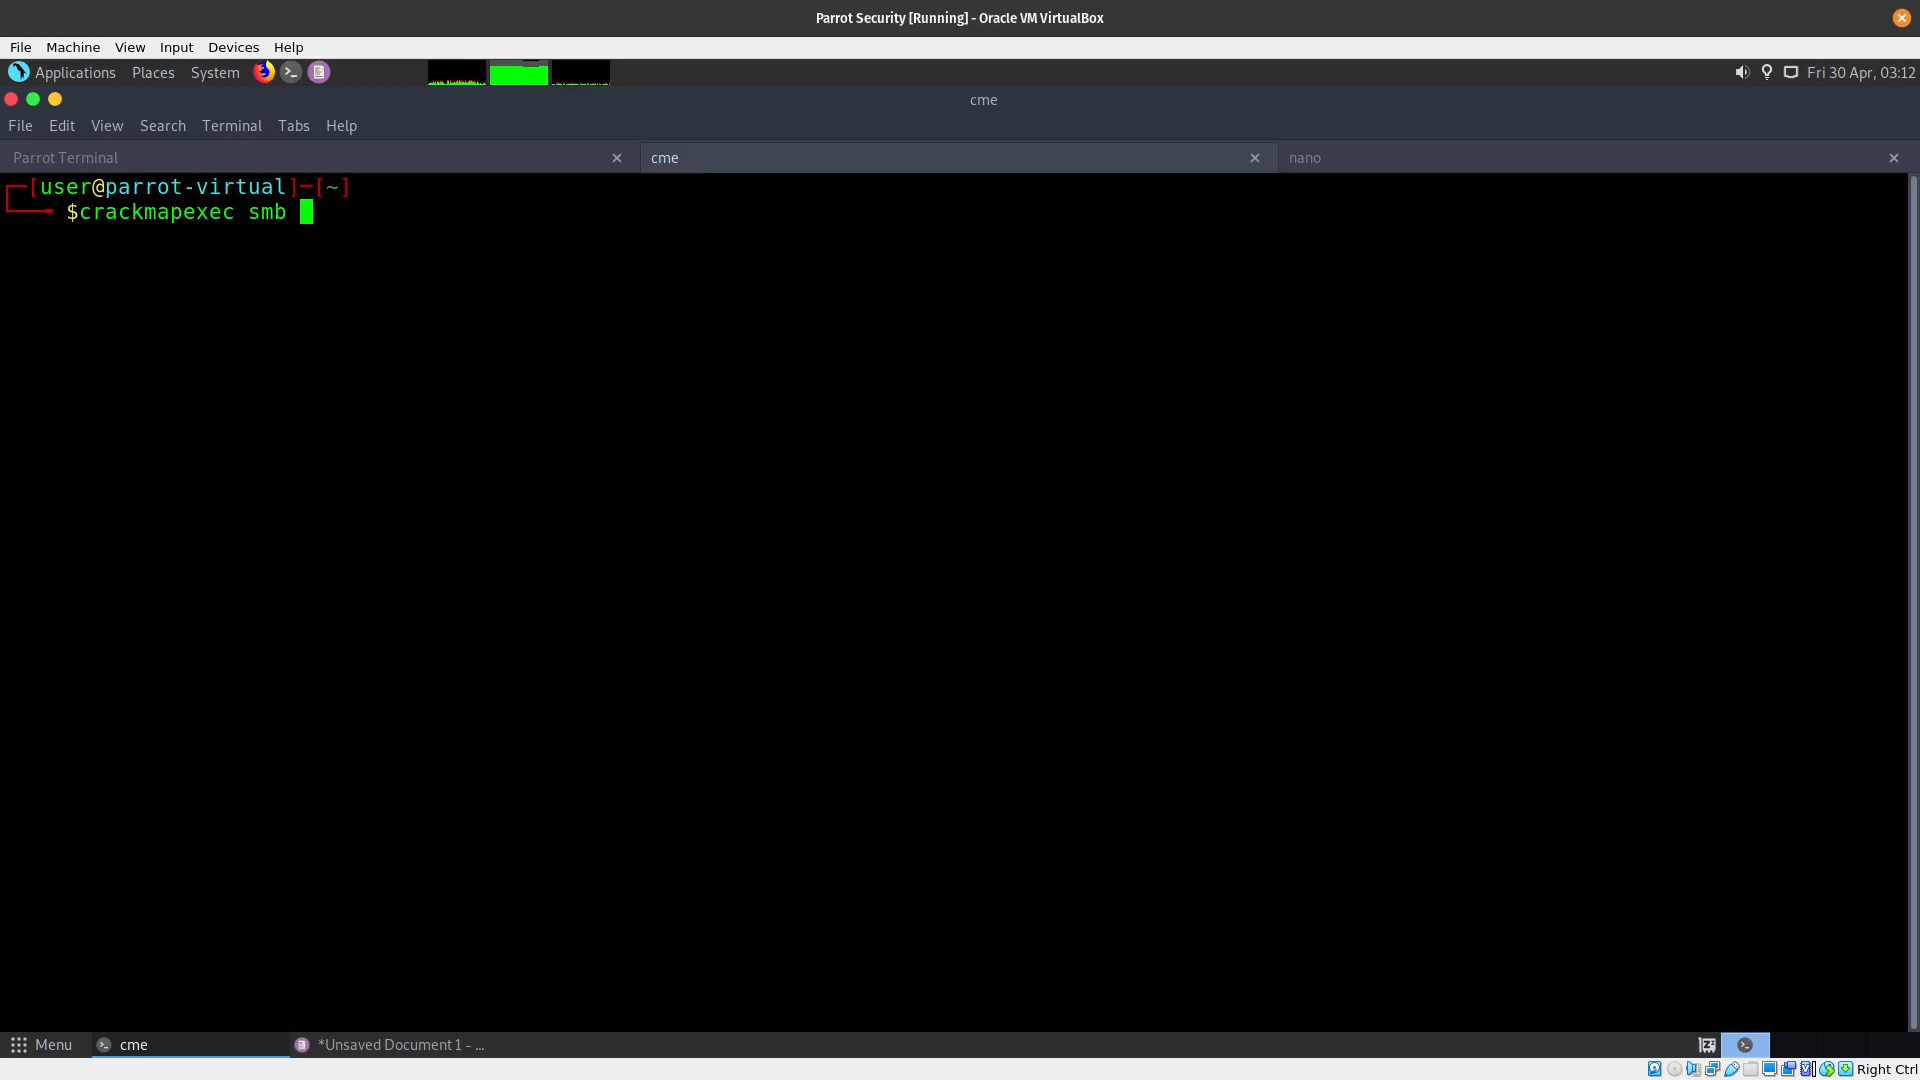 Parrot Security [Running] - Oracle VM VirtualBox
File Machine View Input Devices Help
Applications Places System Fri 30 Apr, 03:12
cme
File Edit View Search Terminal Tabs Help
Parrot Terminal cme nano
[user@parrot-virtual]─[~]
$crackmapexec smb
Menu cme *Unsaved Document 1 - ...
Right Ctrl